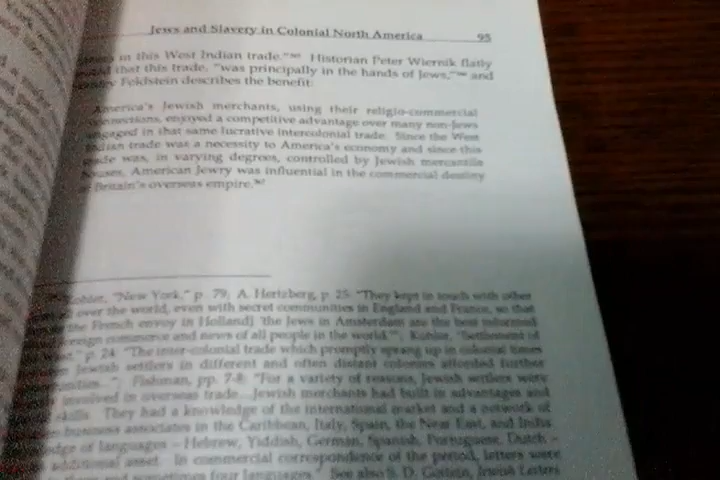 Jews and Slavery in Colonial North America 95
in this West Indian trade." Historian Peter Wiernik flatly
that this trade, "was principally in the hands of Jews," and
Feldstein describes the benefit:
America's Jewish merchants, using their religio-commercial
connections, enjoyed a competitive advantage over many non-Jews
engaged in that same lucrative intercolonial trade. Since the West
Indian trade was a necessity to America's economy and since this
trade was, in varying degrees, controlled by Jewish mercantile
houses, American Jewry was influential in the commercial destiny
of Britain's overseas empire.
Kohler, "New York," p. 79; A. Hertzberg, p. 25: "They kept in touch with other
over the world, even with secret communities in England and France, so that
the French envoy in Holland] 'the Jews in Amsterdam are the best informed
foreign commerce and news of all people in the world.'"; Kohler, "Settlement of
West," p. 24: "The inter-colonial trade which promptly sprang up in colonial times
Jewish settlers in different and often distant colonies afforded further
Fishman, pp. 7-8: "For a variety of reasons, Jewish settlers were
involved in overseas trade....Jewish merchants had built in advantages and
skills. They had a knowledge of the international market and a network of
business associates in the Caribbean, Italy, Spain, the Near East, and India
of languages – Hebrew, Yiddish, German, Spanish, Portuguese, Dutch –
additional asset. In commercial correspondence of the period, letters were
and sometimes four languages." See also S. D. Goitein, Jewish Letters